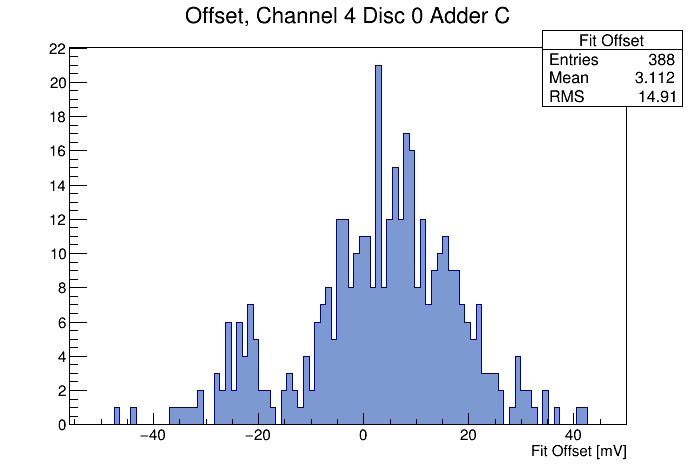 Offset, Channel 4 Disc 0 Adder C
Fit Offset
Entries 388
Mean 3.112
RMS 14.91
22
20
18
16
14
12
10
8
6
4
2
0
−40 −20 0 20 40
Fit Offset [mV]